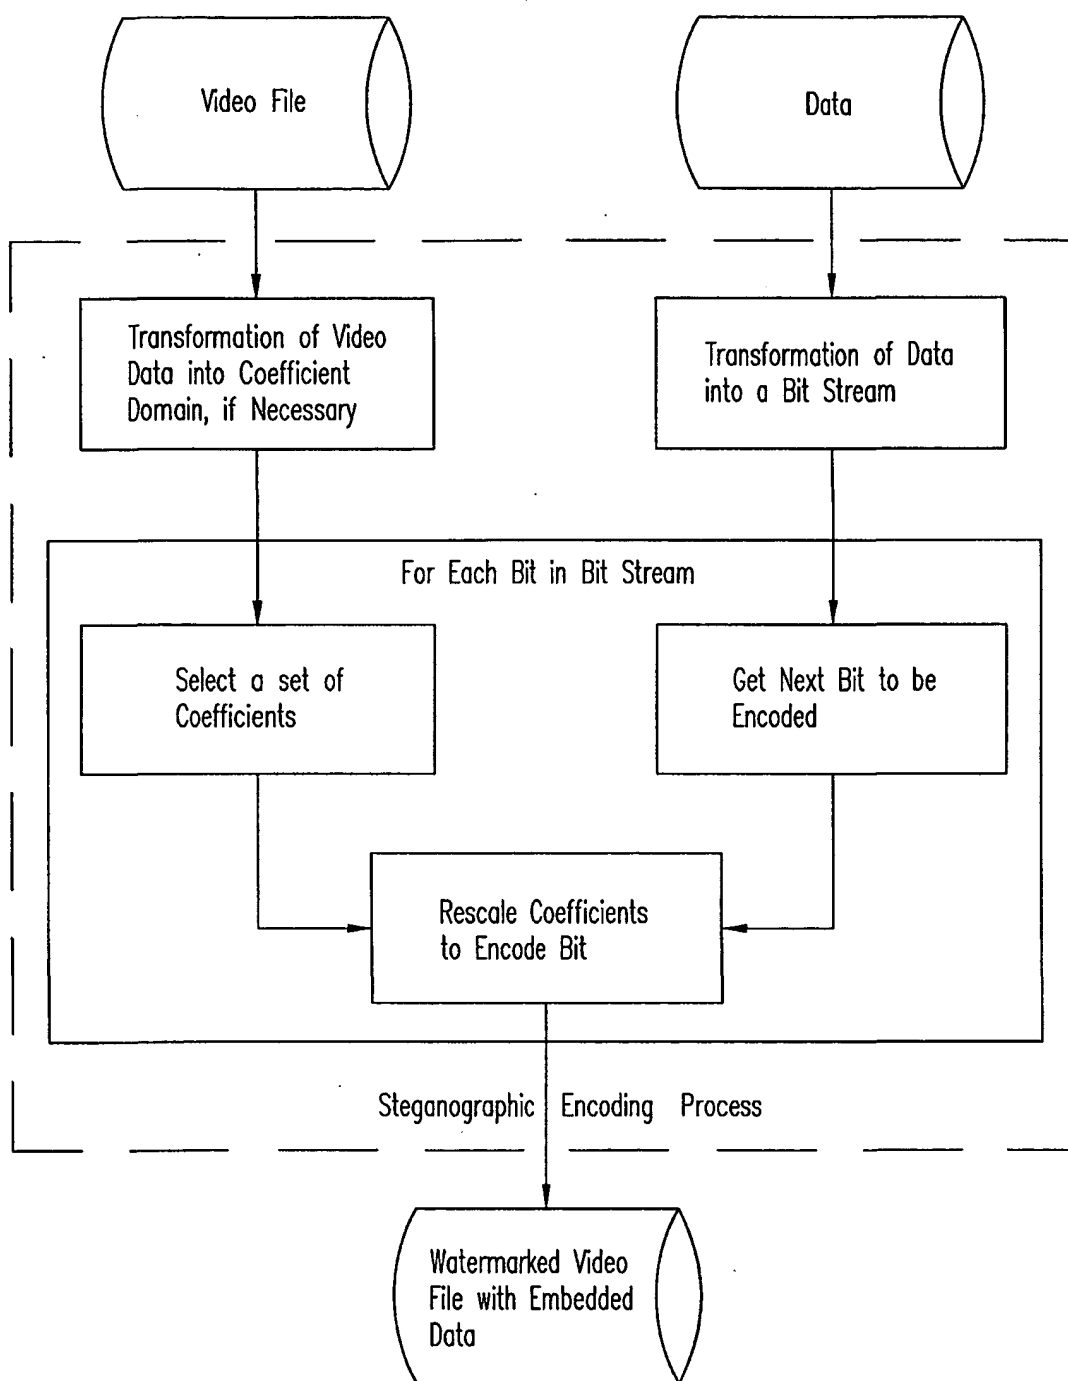 Video File
Data
Transformation of Video
Data into Coefficient
Domain, if Necessary
Transformation of Data
into a Bit Stream
For Each Bit in Bit Stream
Select a set of
Coefficients
Get Next Bit to be
Encoded
Rescale Coefficients
to Encode Bit
Steganographic Encoding Process
Watermarked Video
File with Embedded
Data